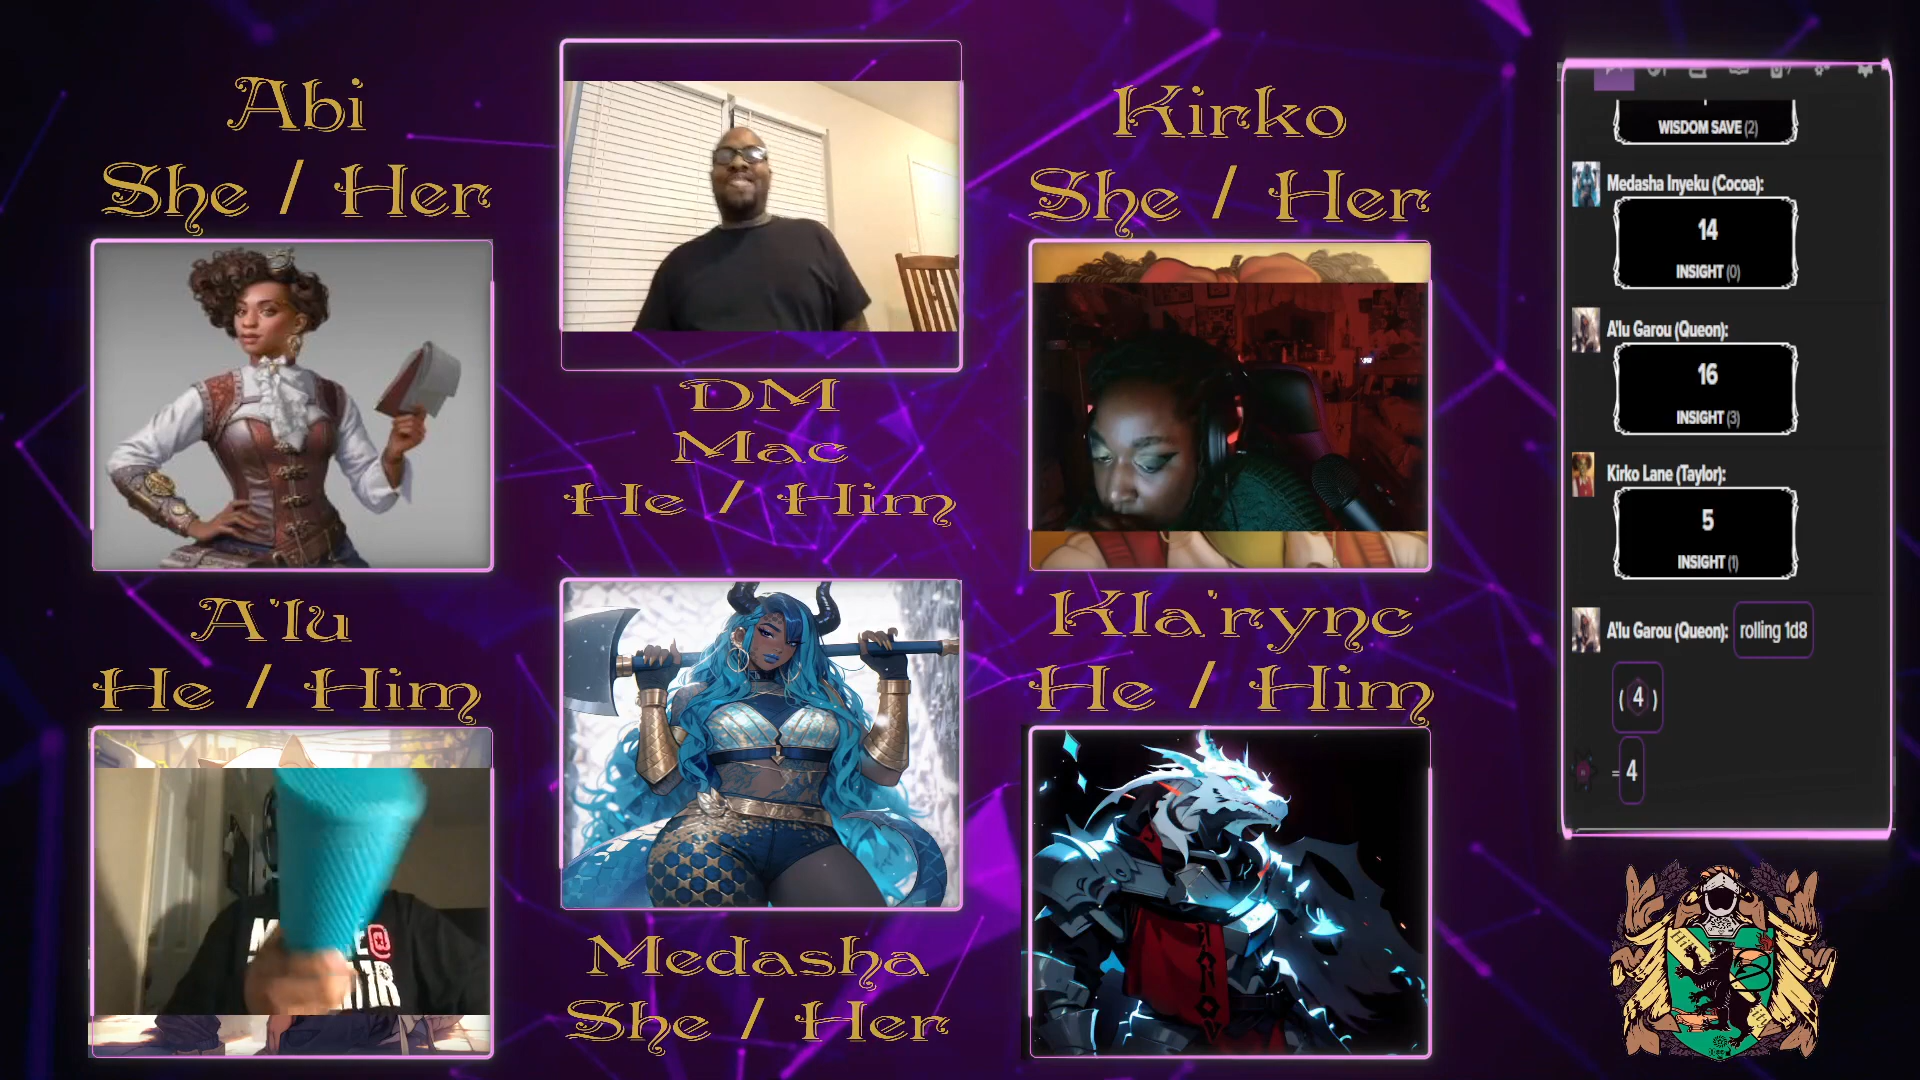 Abi
She / Her
DM
Mac
He / Him
Kirko
She / Her
A'lu
He / Him
Medasha
She / Her
Kla'rync
He / Him
WISDOM SAVE (2)
Medasha Inyeku (Cocoa):
14
INSIGHT (0)
A'lu Garou (Queon):
16
INSIGHT (3)
Kirko Lane (Taylor):
5
INSIGHT (1)
A'lu Garou (Queon): rolling 1d8
( 4 )
= 4